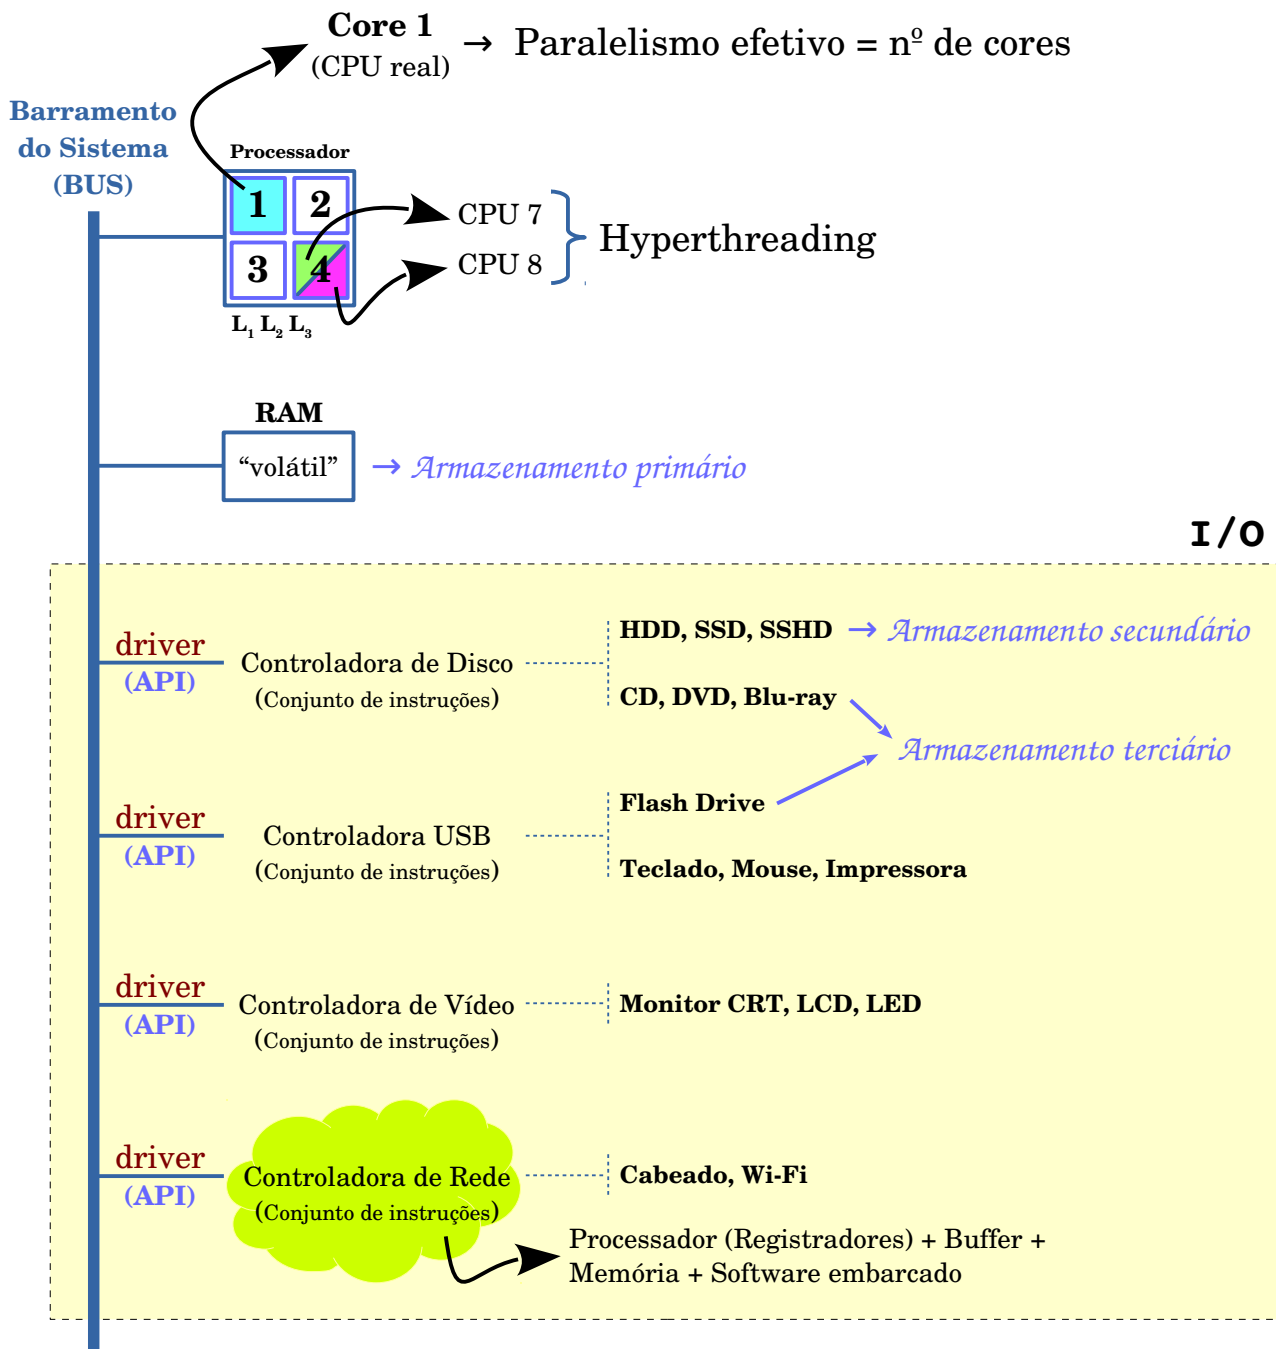 Core 1 → Paralelismo efetivo = nº de cores
(CPU real)
Barramento
do Sistema
(BUS)
Processador
1 2
3 4
CPU 7
CPU 8
Hyperthreading
L1 L2 L3
RAM
“volátil” → Armazenamento primário
I/O
driver
(API)
Controladora de Disco
(Conjunto de instruções)
HDD, SSD, SSHD → Armazenamento secundário
CD, DVD, Blu-ray
Armazenamento terciário
driver
(API)
Controladora USB
(Conjunto de instruções)
Flash Drive
Teclado, Mouse, Impressora
driver
(API)
Controladora de Vídeo
(Conjunto de instruções)
Monitor CRT, LCD, LED
driver
(API)
Controladora de Rede
(Conjunto de instruções)
Cabeado, Wi-Fi
Processador (Registradores) + Buffer +
Memória + Software embarcado